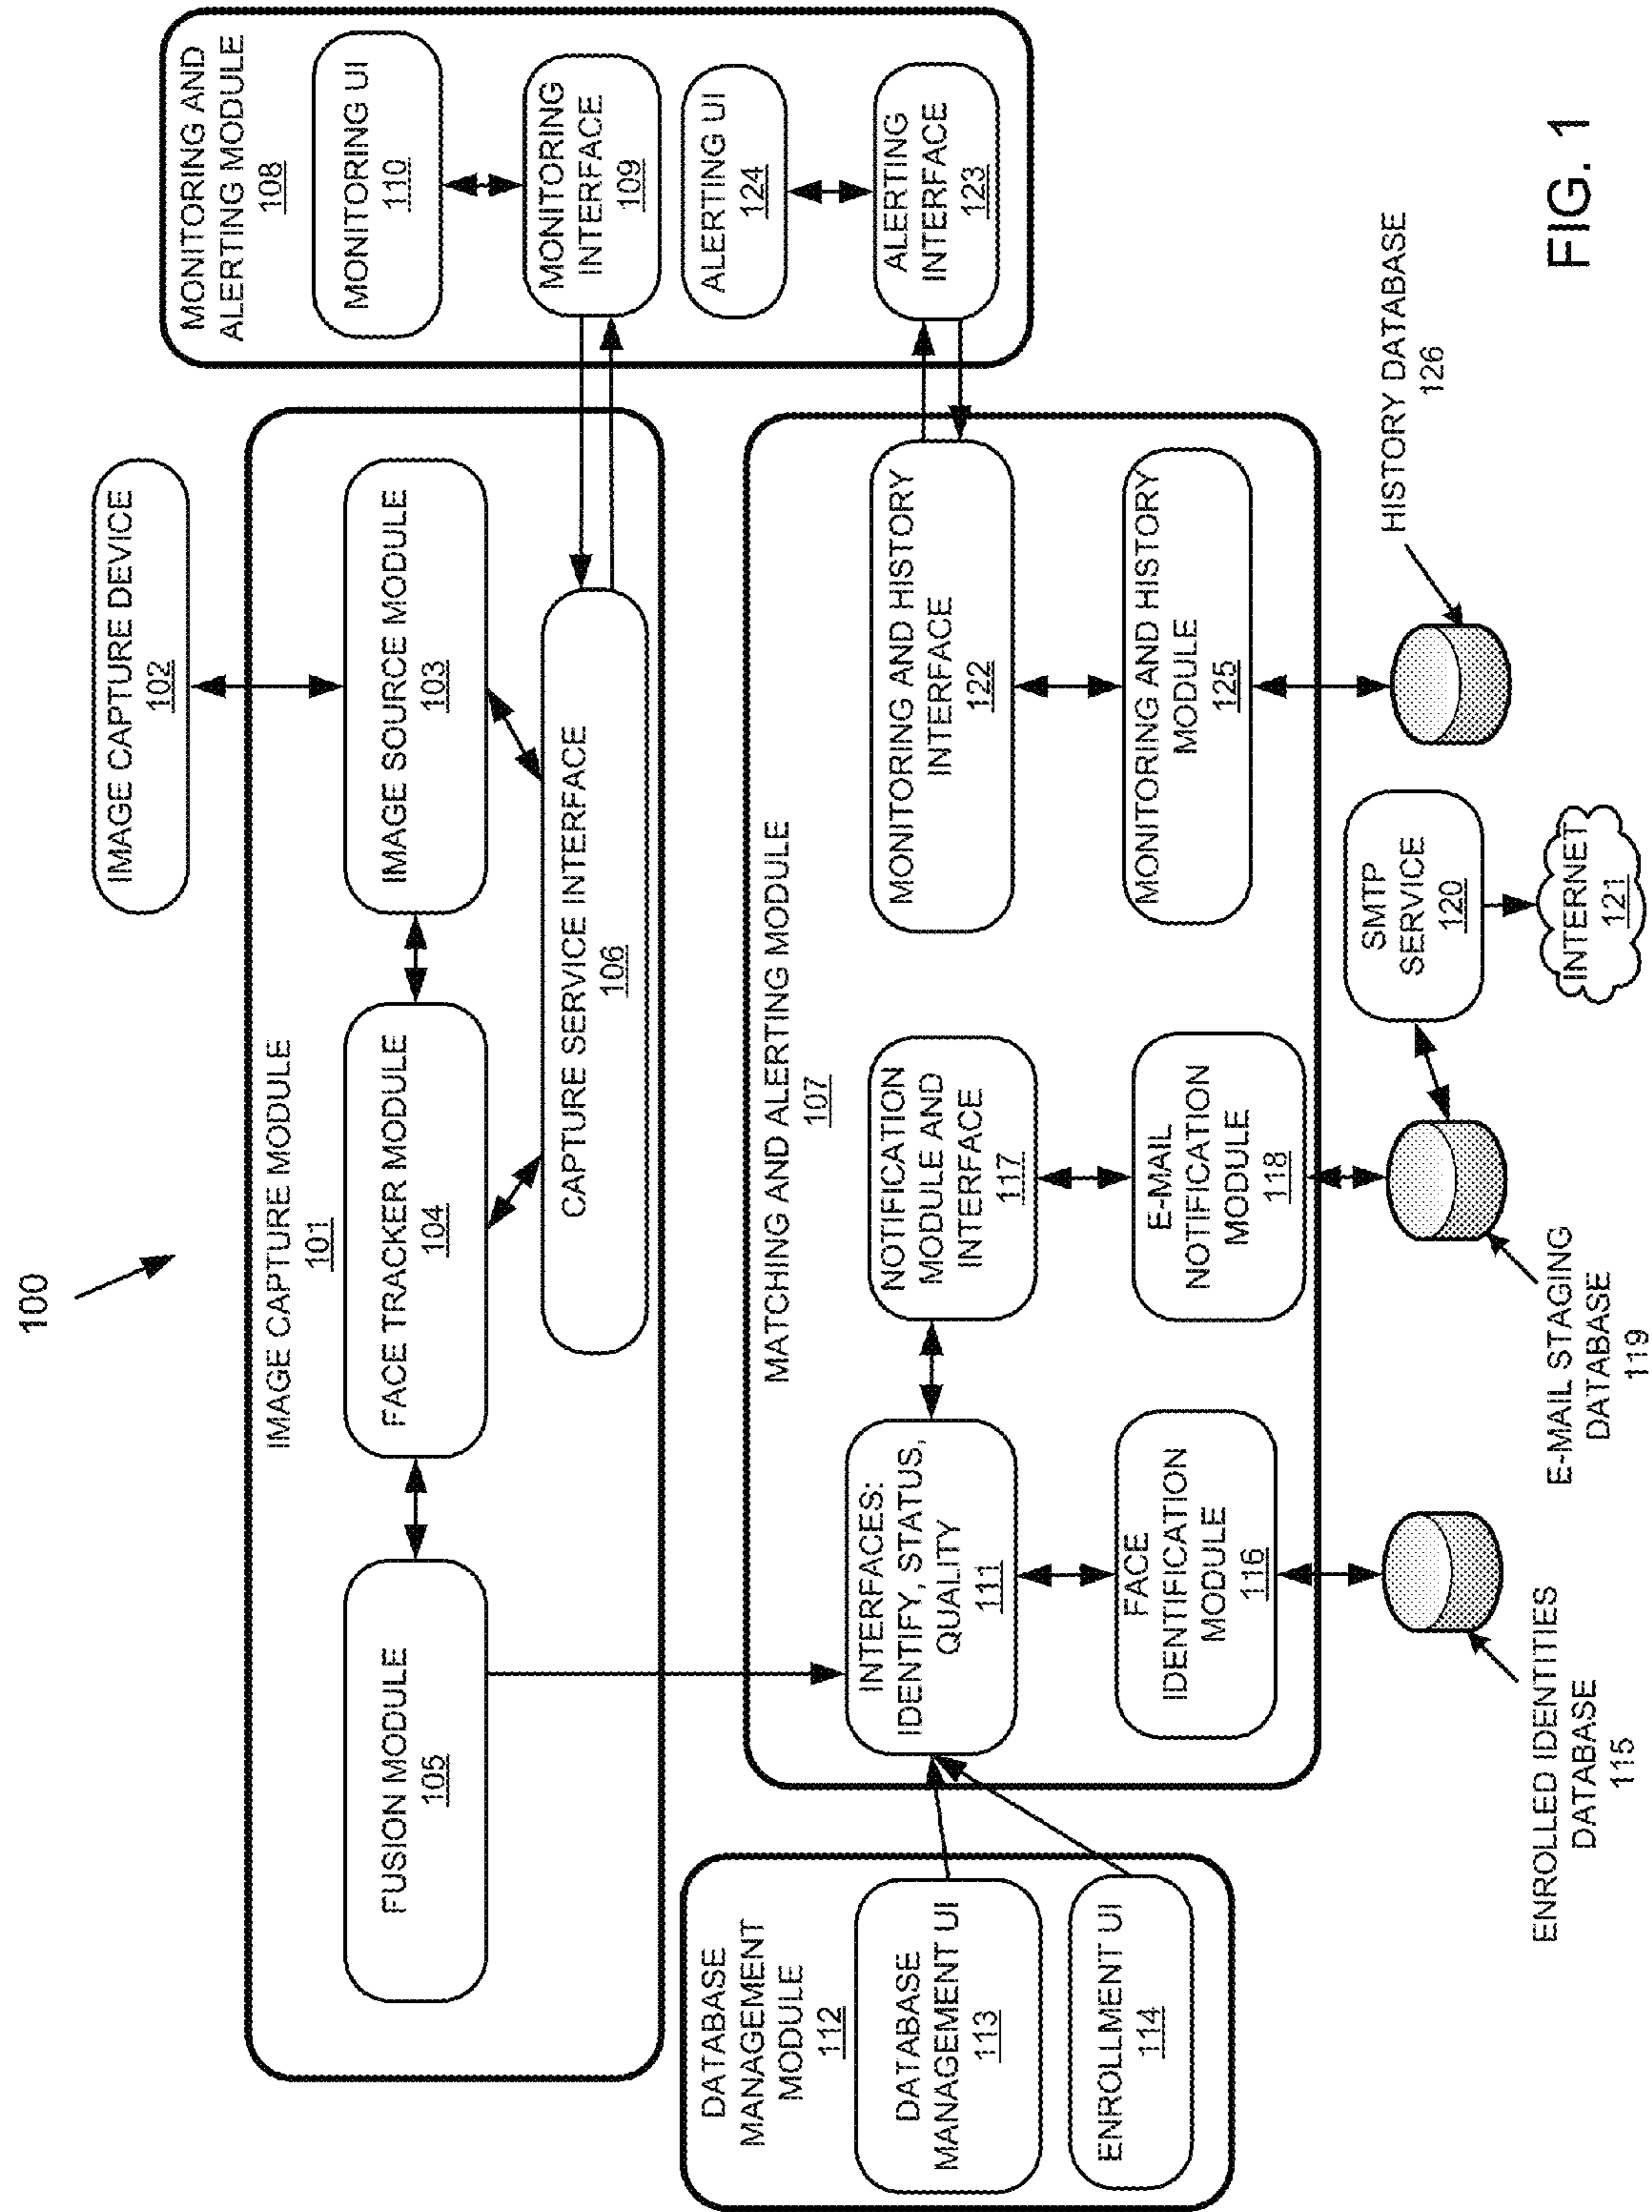 100
IMAGE CAPTURE DEVICE
102
IMAGE CAPTURE MODULE
101
FUSION MODULE
105
FACE TRACKER MODULE
104
IMAGE SOURCE MODULE
103
CAPTURE SERVICE INTERFACE
106
MONITORING AND
ALERTING MODULE
108
MONITORING UI
110
MONITORING
INTERFACE
109
ALERTING UI
124
ALERTING
INTERFACE
123
DATABASE
MANAGEMENT
MODULE
112
DATABASE
MANAGEMENT UI
113
ENROLLMENT UI
114
MATCHING AND ALERTING MODULE
107
INTERFACES:
IDENTIFY, STATUS,
QUALITY
111
NOTIFICATION
MODULE AND
INTERFACE
117
MONITORING AND HISTORY
INTERFACE
122
FACE
IDENTIFICATION
MODULE
116
E-MAIL
NOTIFICATION
MODULE
118
MONITORING AND HISTORY
MODULE
125
ENROLLED IDENTITIES
DATABASE
115
E-MAIL STAGING
DATABASE
119
SMTP
SERVICE
120
INTERNET
121
HISTORY DATABASE
126
FIG. 1